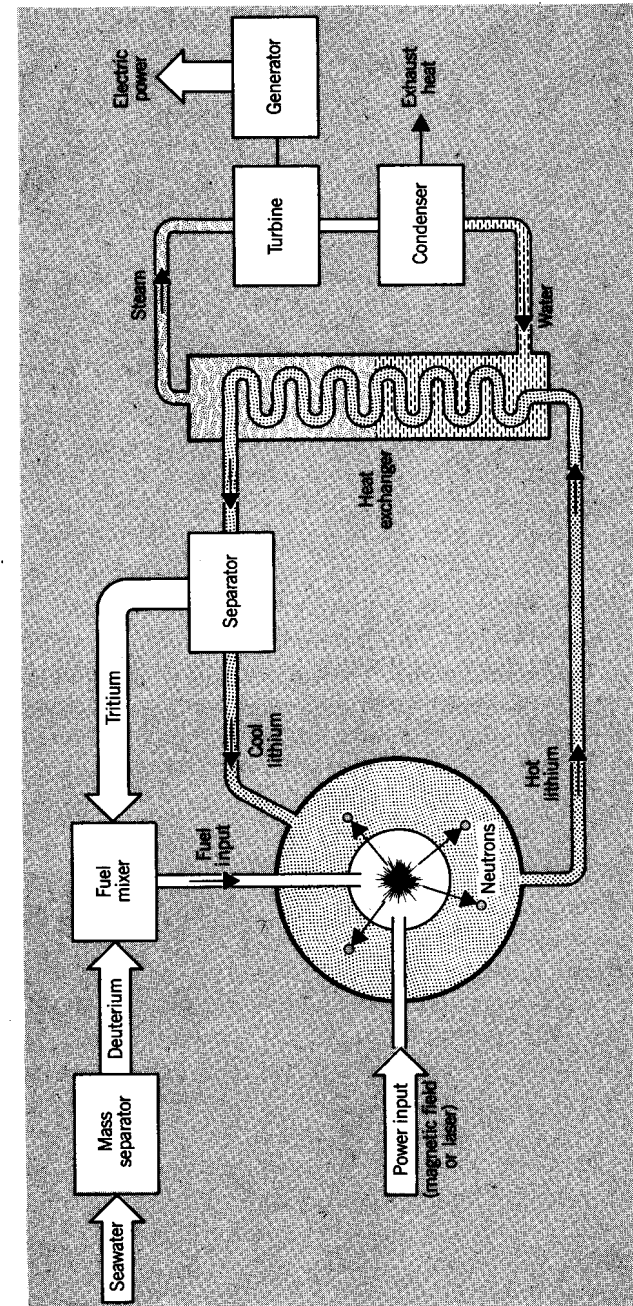 Seawater
Mass
separator
Deuterium
Fuel
mixer
Tritium
Fuel
input
Power input
(magnetic field
or laser)
Neutrons
Cool
lithium
Hot
lithium
Separator
Heat
exchanger
Steam
Water
Turbine
Condenser
Generator
Electric
power
Exhaust
heat